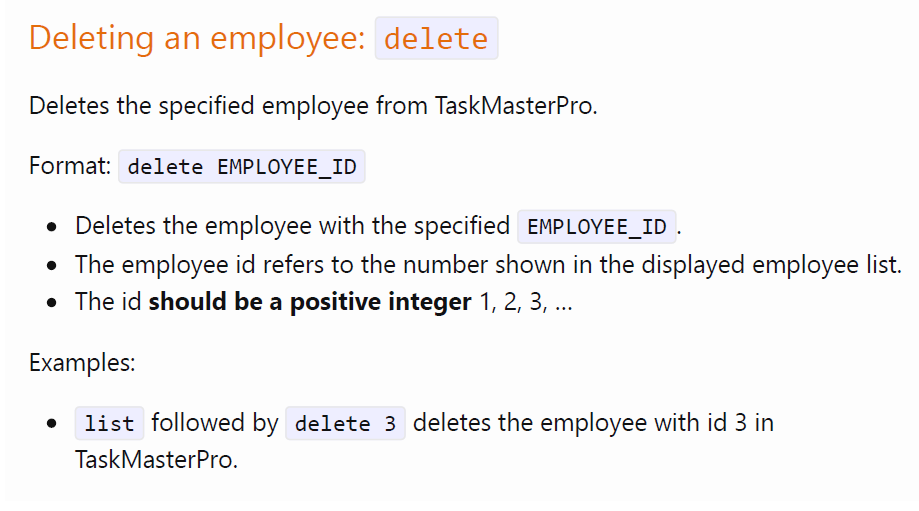 Deleting an employee: delete
Deletes the specified employee from TaskMasterPro.
Format: delete EMPLOYEE_ID
• Deletes the employee with the specified EMPLOYEE_ID.
• The employee id refers to the number shown in the displayed employee list.
• The id should be a positive integer 1, 2, 3, …
Examples:
• list followed by delete 3 deletes the employee with id 3 in
TaskMasterPro.